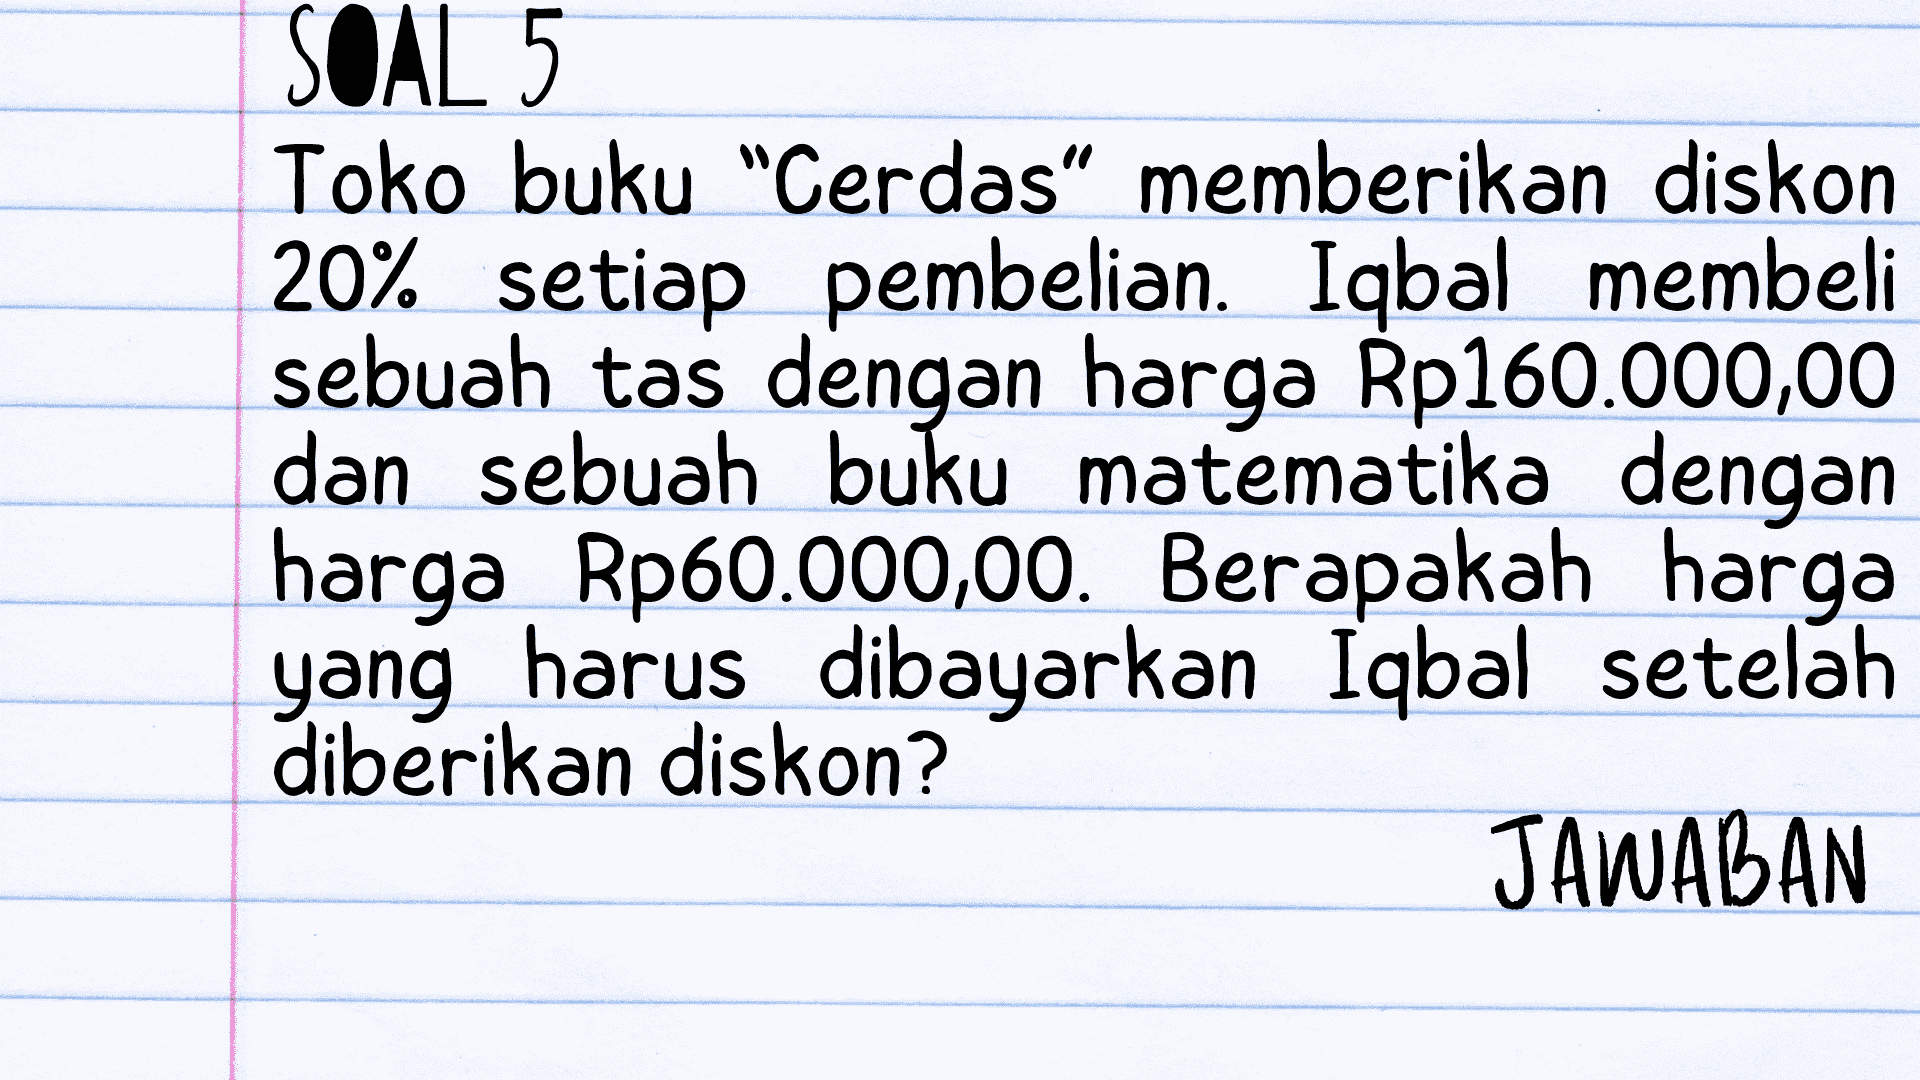 SOAL 5
Toko buku “Cerdas“ memberikan diskon
20% setiap pembelian. Iqbal membeli
sebuah tas dengan harga Rp160.000,00
dan sebuah buku matematika dengan
harga Rp60.000,00. Berapakah harga
yang harus dibayarkan Iqbal setelah
diberikan diskon?
JAWABAN